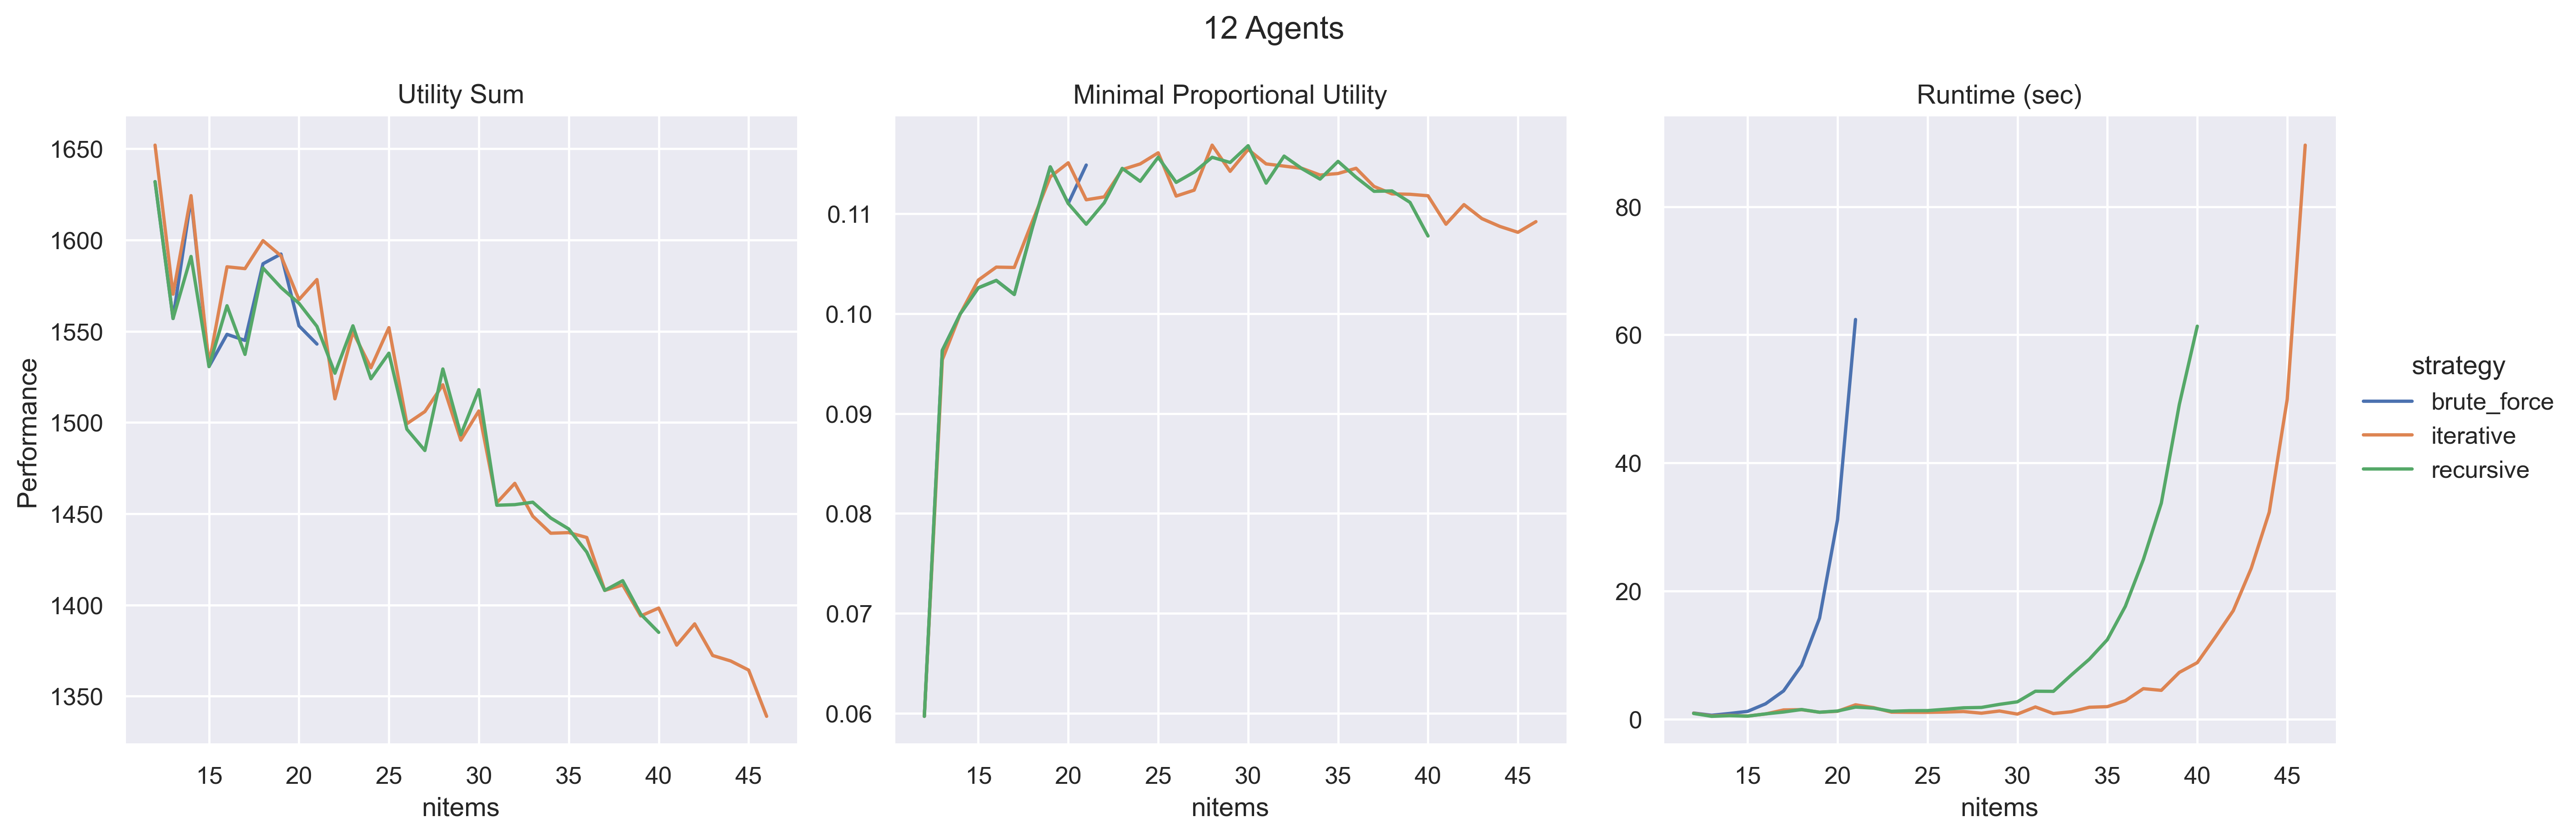 12 Agents
Utility Sum
Performance
1650
1600
1550
1500
1450
1400
1350
15 20 25 30 35 40 45
nitems
Minimal Proportional Utility
0.11
0.10
0.09
0.08
0.07
0.06
15 20 25 30 35 40 45
nitems
Runtime (sec)
80
60
40
20
0
15 20 25 30 35 40 45
nitems
strategy
brute_force
iterative
recursive